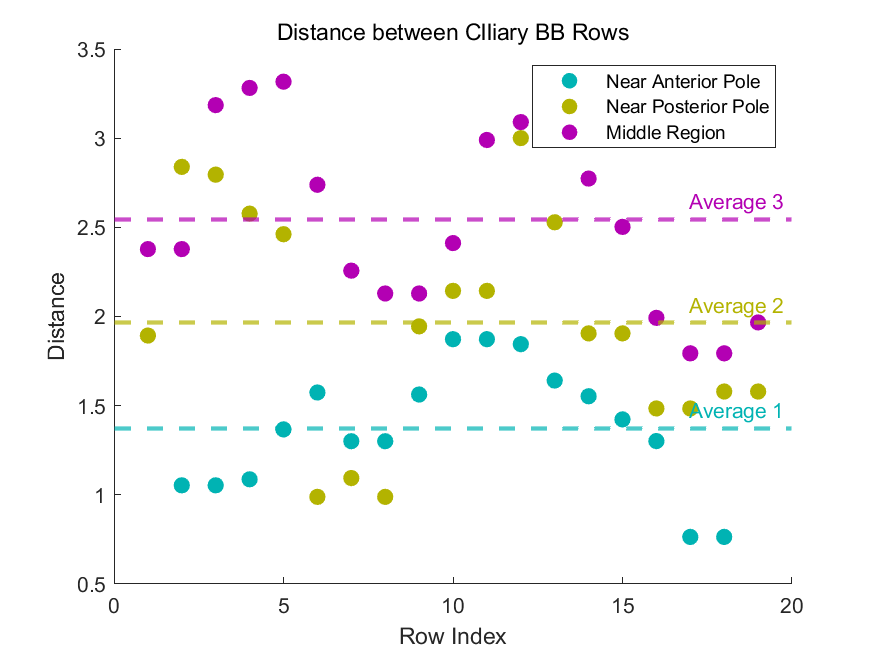 Distance between CIliary BB Rows
3.5
3
2.5
2
1.5
1
0.5
Distance
Near Anterior Pole
Near Posterior Pole
Middle Region
Average 3
Average 2
Average 1
0
5
10
15
20
Row Index